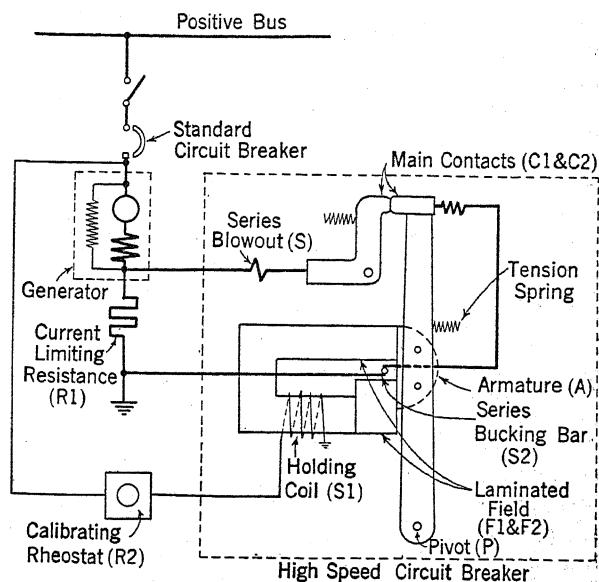 Positive Bus
Standard
Circuit Breaker
Main Contacts (C1&C2)
Series
Blowout (S)
Tension
Spring
Generator
Current
Limiting
Resistance
(R1)
Armature (A)
Series
Bucking Bar
(S2)
Holding
Coil (S1)
Laminated
Field
(F1&F2)
Calibrating
Rheostat (R2)
Pivot (P)
High Speed Circuit Breaker